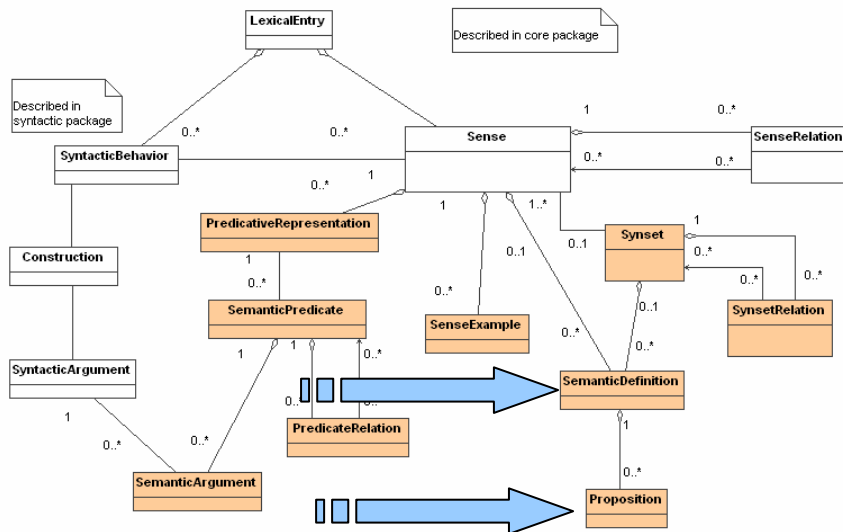 LexicalEntry
Described in core package
Described in
syntactic package
0..*
0..*
1
0..*
Sense
SenseRelation
SyntacticBehavior
0..*
1
0..*
0..*
1
1..*
PredicativeRepresentation
0..1
0..1
Synset
1
0..*
0..*
Construction
1
0..*
SemanticPredicate
0..*
SenseExample
0..1
SynsetRelation
1
1
0..*
0..*
0..*
SyntacticArgument
SemanticDefinition
1
0..
0..*
0..*
PredicateRelation
1
0..*
SemanticArgument
Proposition